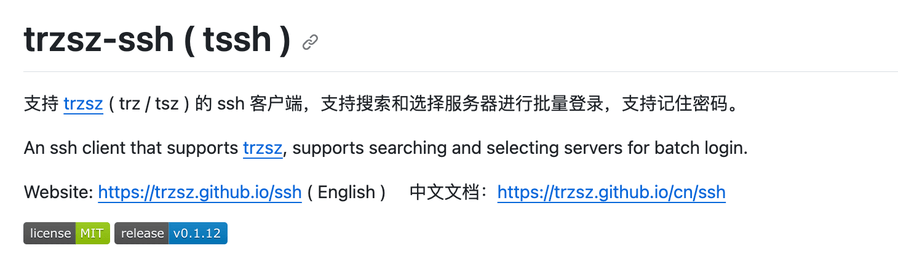 trzsz-ssh ( tssh )
支持 trzsz ( trz / tsz ) 的 ssh 客户端，支持搜索和选择服务器进行批量登录，支持记住密码。
An ssh client that supports trzsz, supports searching and selecting servers for batch login.
Website: https://trzsz.github.io/ssh ( English ) 中文文档：https://trzsz.github.io/cn/ssh
license MIT release v0.1.12